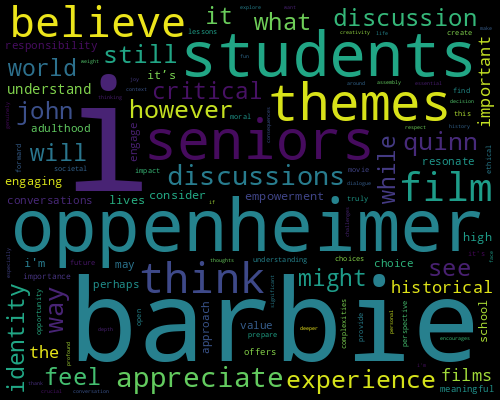 believe
it
what
discussion
responsibility
still
students
world
it's
critical
important
understand
john
however
themes
this
adulthood
moral
engage
seniors
quinn
will
while
resonate
engaging
discussions
film
impact
movie
conversations
lives
consider
empowerment
truly
i
oppenheimer
high
i'm
future
thoughts
understanding
choices
choice
see
importance
may
think
might
historical
perhaps
way
identity
opportunity
open
approach
value
prepare
complexities
provide
personal
perspective
school
barbie
the
offers
deeper
encourages
feel
appreciate
experience
films
meaningful
conversation
explore
lessons
creativity
life
create
weight
context
around
assembly
find
decision
respect
history
ethical
forward
societal
dialogue
significant
profound
depth